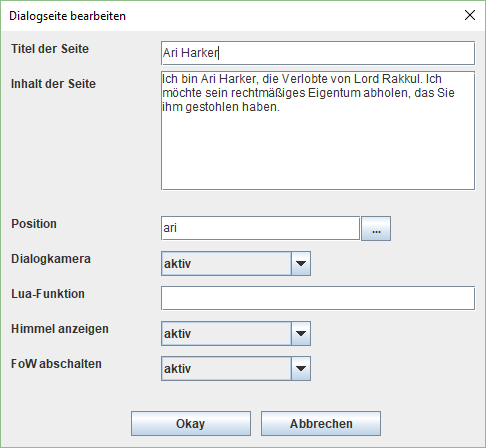 Dialogseite bearbeiten
Titel der Seite
Ari Harker
Inhalt der Seite
Ich bin Ari Harker, die Verlobte von Lord Rakkul. Ich
möchte sein rechtmäßiges Eigentum abholen, das Sie
ihm gestohlen haben.
Position
ari
...
Dialogkamera
aktiv
Lua-Funktion
Himmel anzeigen
aktiv
FoW abschalten
aktiv
Okay
Abbrechen